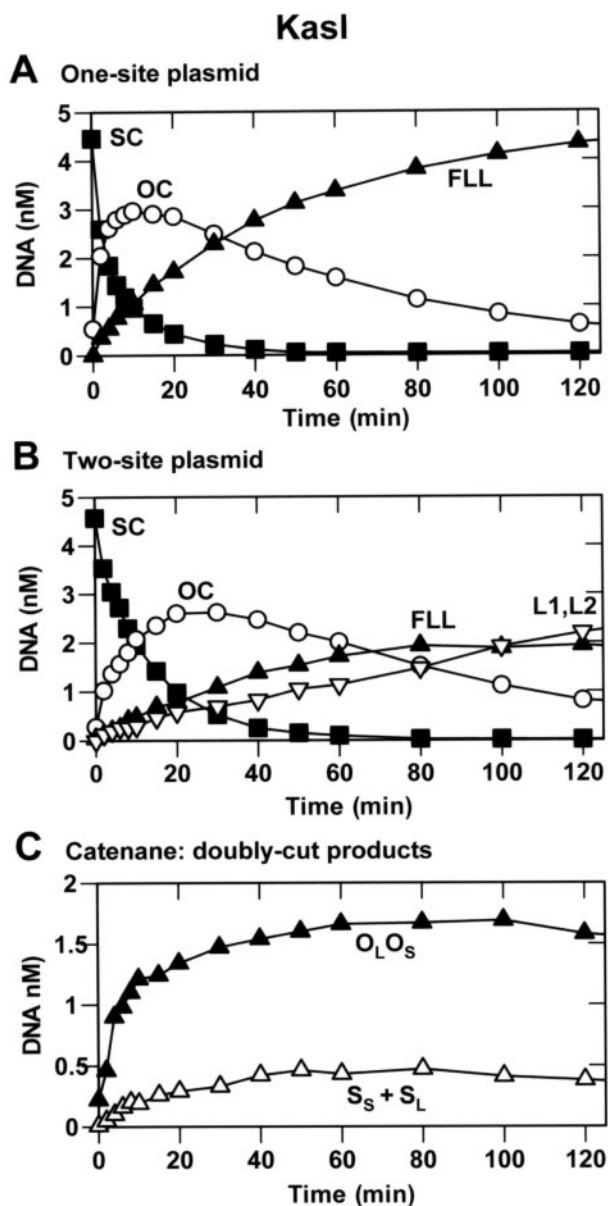 KasI
A One-site plasmid
5
4
3
2
1
0
DNA (nM)
SC
OC
FLL
0 20 40 60 80 100 120
Time (min)
B Two-site plasmid
5
4
3
2
1
0
DNA (nM)
SC
OC
FLL
L1,L2
0 20 40 60 80 100 120
Time (min)
C Catenane: doubly-cut products
2
1.5
1
0.5
0
DNA nM)
OLOS
SS + SL
0 20 40 60 80 100 120
Time (min)